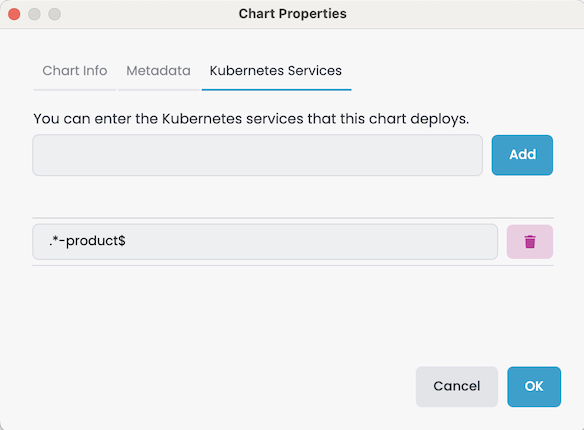 Chart Properties
Chart Info Metadata Kubernetes Services
You can enter the Kubernetes services that this chart deploys.
Add
.*-product$
Cancel OK